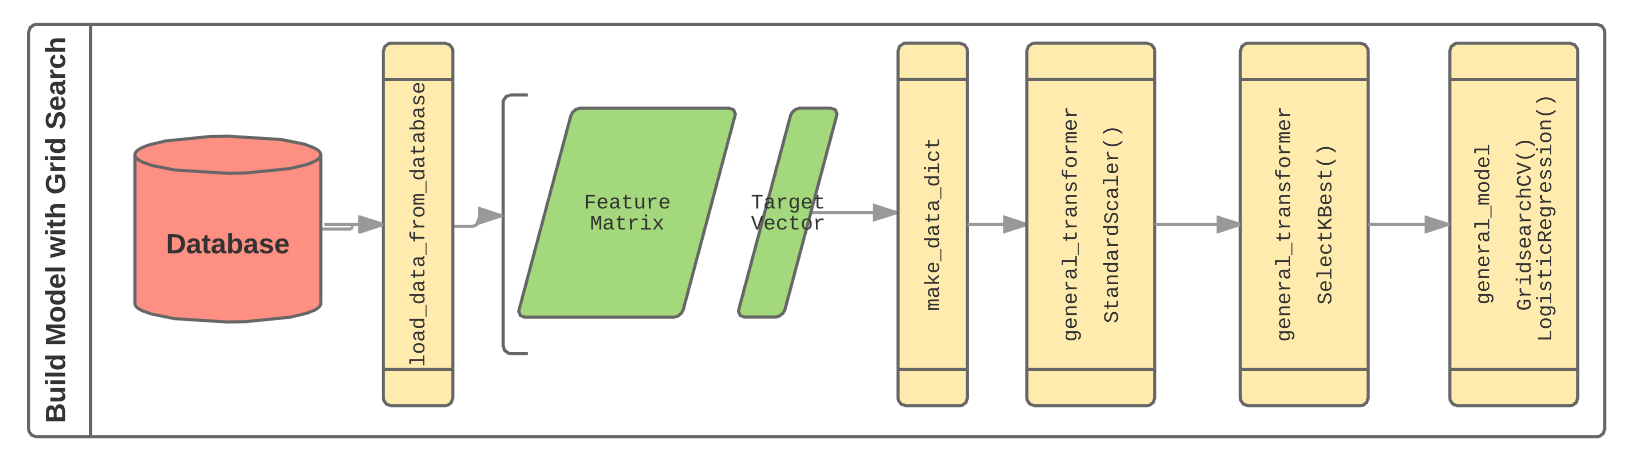 Build Model with Grid Search
Database
load_data_from_database
Feature
Matrix
Target
Vector
make_data_dict
general_transformer
StandardScaler()
general_transformer
SelectKBest()
general_model
GridsearchCV()
LogisticRegression()